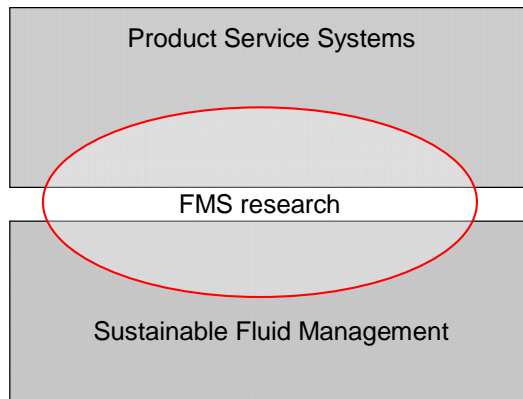 Product Service Systems
FMS research
Sustainable Fluid Management